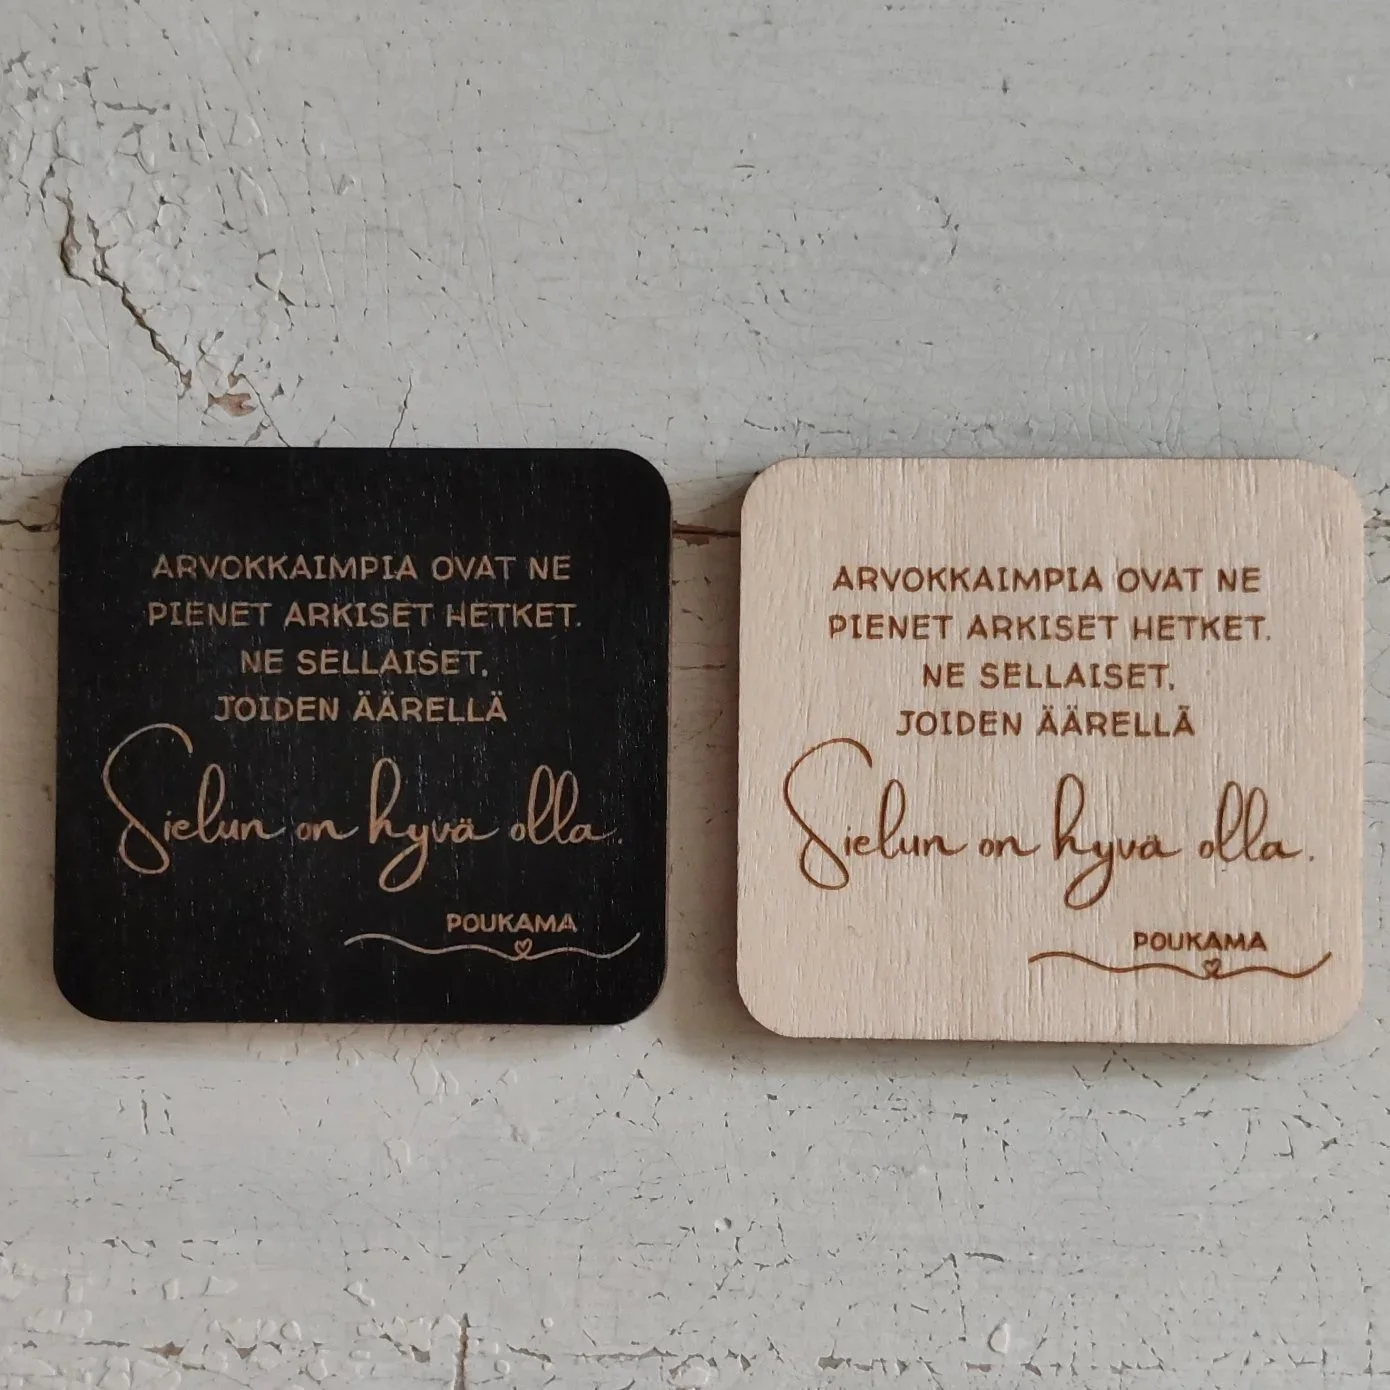 ARVOKKAIMPIA OVAT NE
PIENET ARKISET HETKET.
NE SELLAISET,
JOIDEN ÄÄRELLÄ
Sielun on hyvä olla.
POUKAMA
ARVOKKAIMPIA OVAT NE
PIENET ARKISET HETKET.
NE SELLAISET,
JOIDEN ÄÄRELLÄ
Sielun on hyvä olla.
POUKAMA